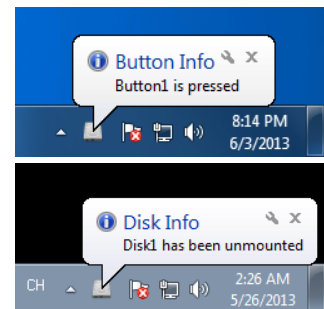 Button Info
Button1 is pressed
8:14 PM
6/3/2013
Disk Info
Disk1 has been unmounted
CH
2:26 AM
5/26/2013